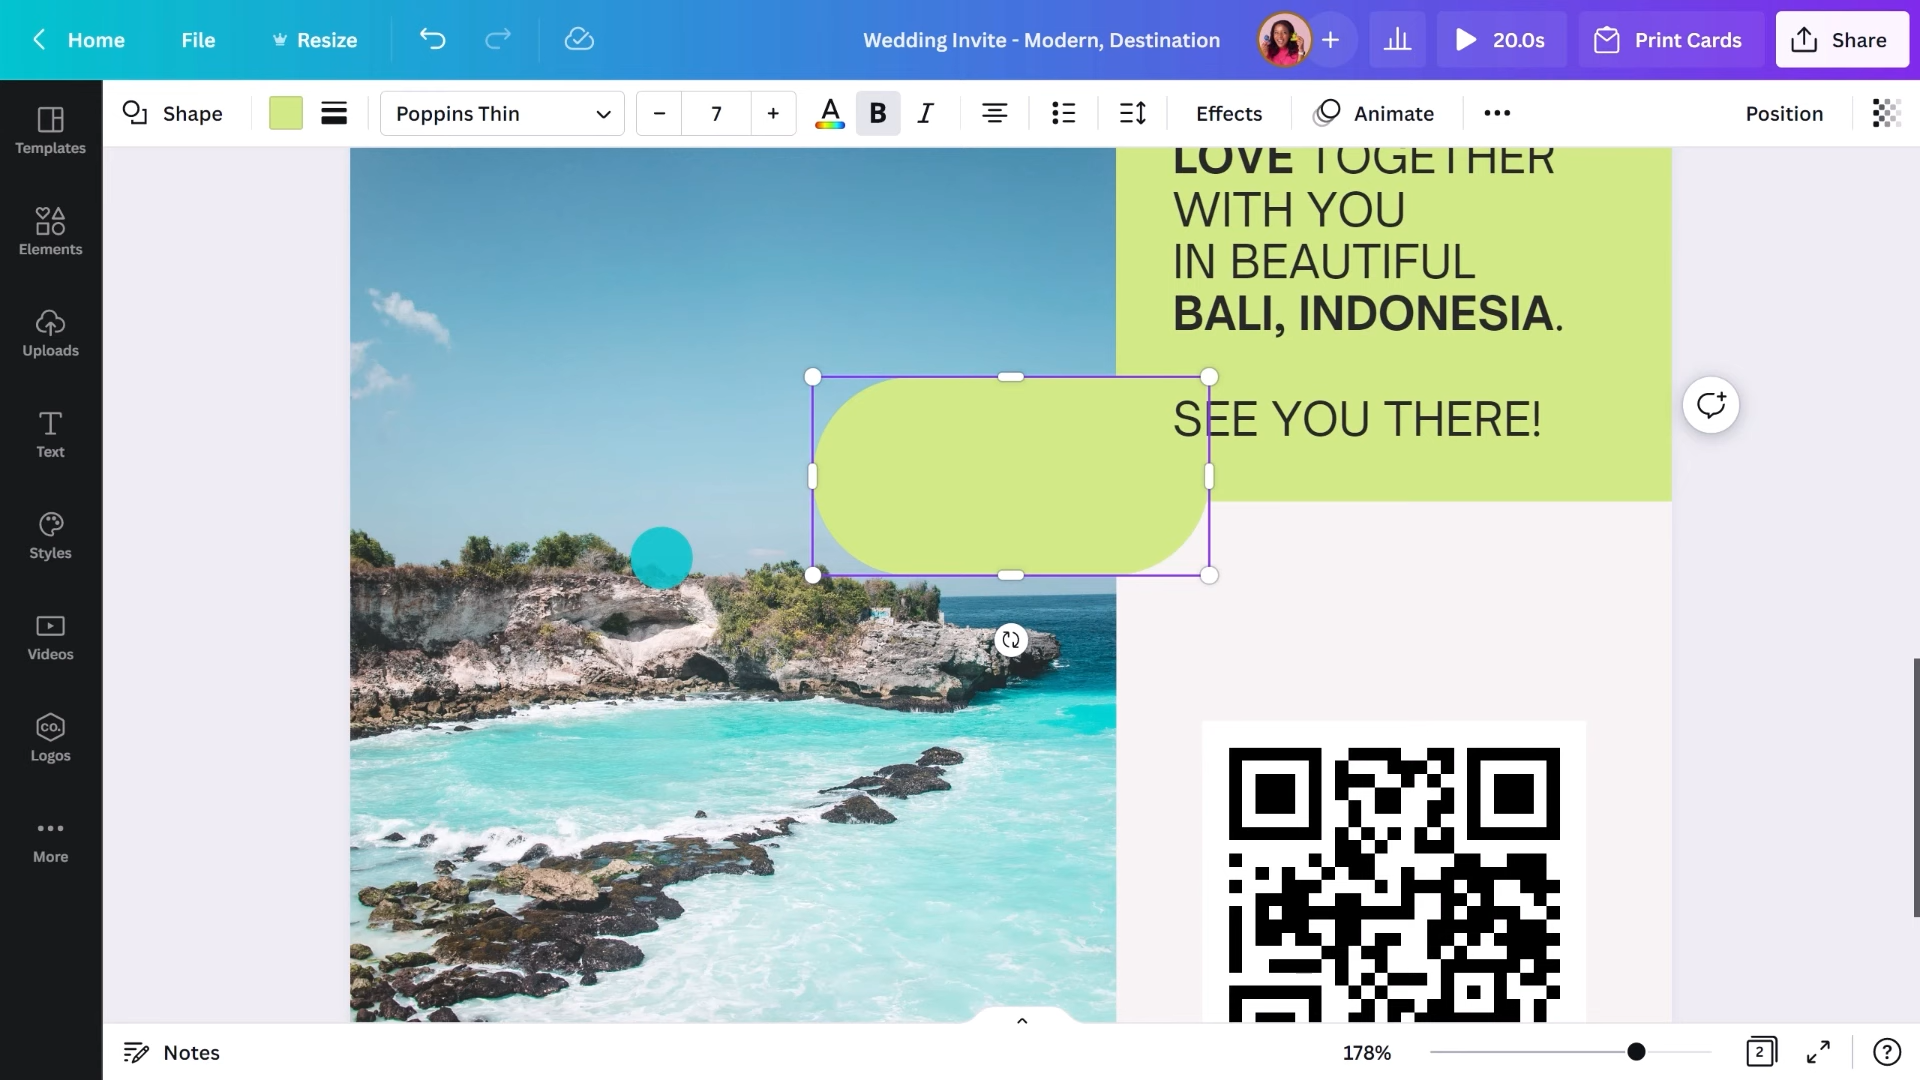 Home
File
Resize
Wedding Invite - Modern, Destination
20.0s
Print Cards
Share
Shape
Poppins Thin
7
A
B
I
Effects
Animate
Position
Templates
Elements
Uploads
Text
Styles
Videos
co.
Logos
More
LOVE TOGETHER
WITH YOU
IN BEAUTIFUL
BALI, INDONESIA.
SEE YOU THERE!
Notes
178%
2
?